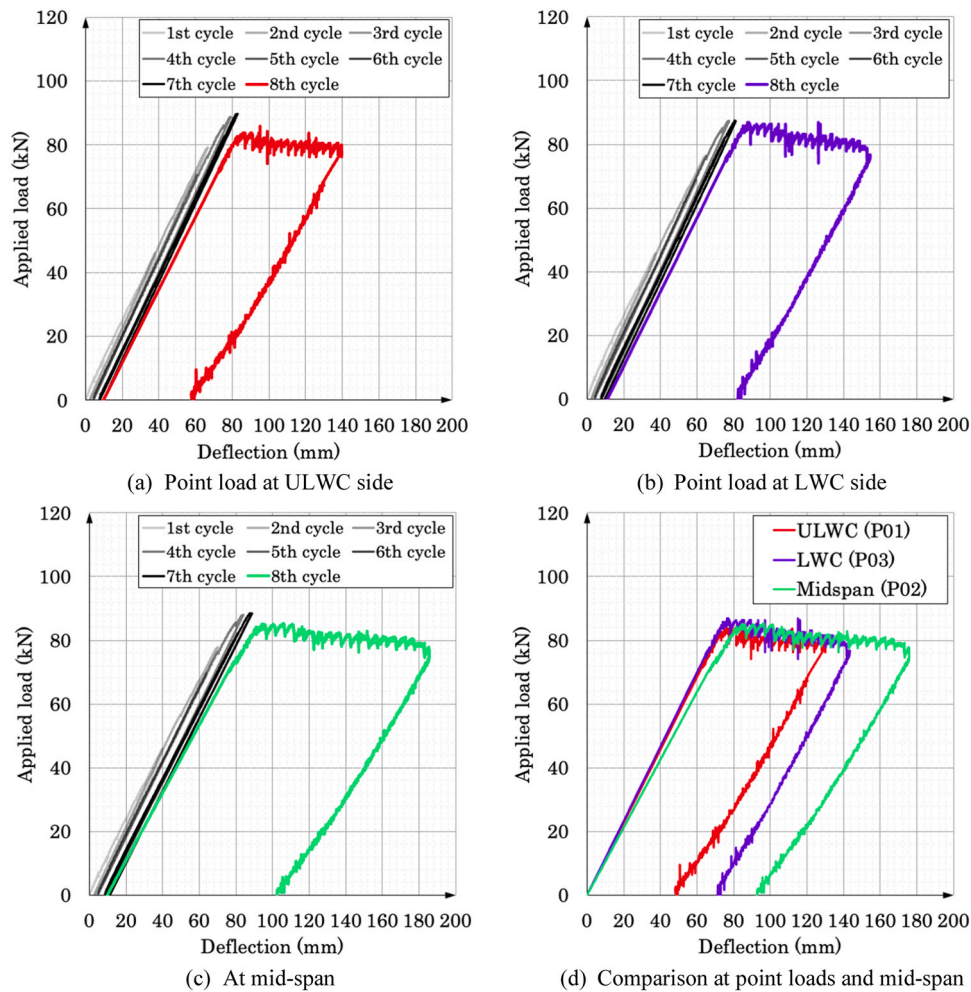 120
100
80
60
40
20
0
Applied load (kN)
1st cycle 2nd cycle 3rd cycle
4th cycle 5th cycle 6th cycle
7th cycle 8th cycle
0 20 40 60 80 100 120 140 160 180 200
Deflection (mm)
(a) Point load at ULWC side
120
100
80
60
40
20
0
Applied load (kN)
1st cycle 2nd cycle 3rd cycle
4th cycle 5th cycle 6th cycle
7th cycle 8th cycle
0 20 40 60 80 100 120 140 160 180 200
Deflection (mm)
(b) Point load at LWC side
120
100
80
60
40
20
0
Applied load (kN)
1st cycle 2nd cycle 3rd cycle
4th cycle 5th cycle 6th cycle
7th cycle 8th cycle
0 20 40 60 80 100 120 140 160 180 200
Deflection (mm)
(c) At mid-span
120
100
80
60
40
20
0
Applied load (kN)
ULWC (P01)
LWC (P03)
Midspan (P02)
0 20 40 60 80 100 120 140 160 180 200
Deflection (mm)
(d) Comparison at point loads and mid-span